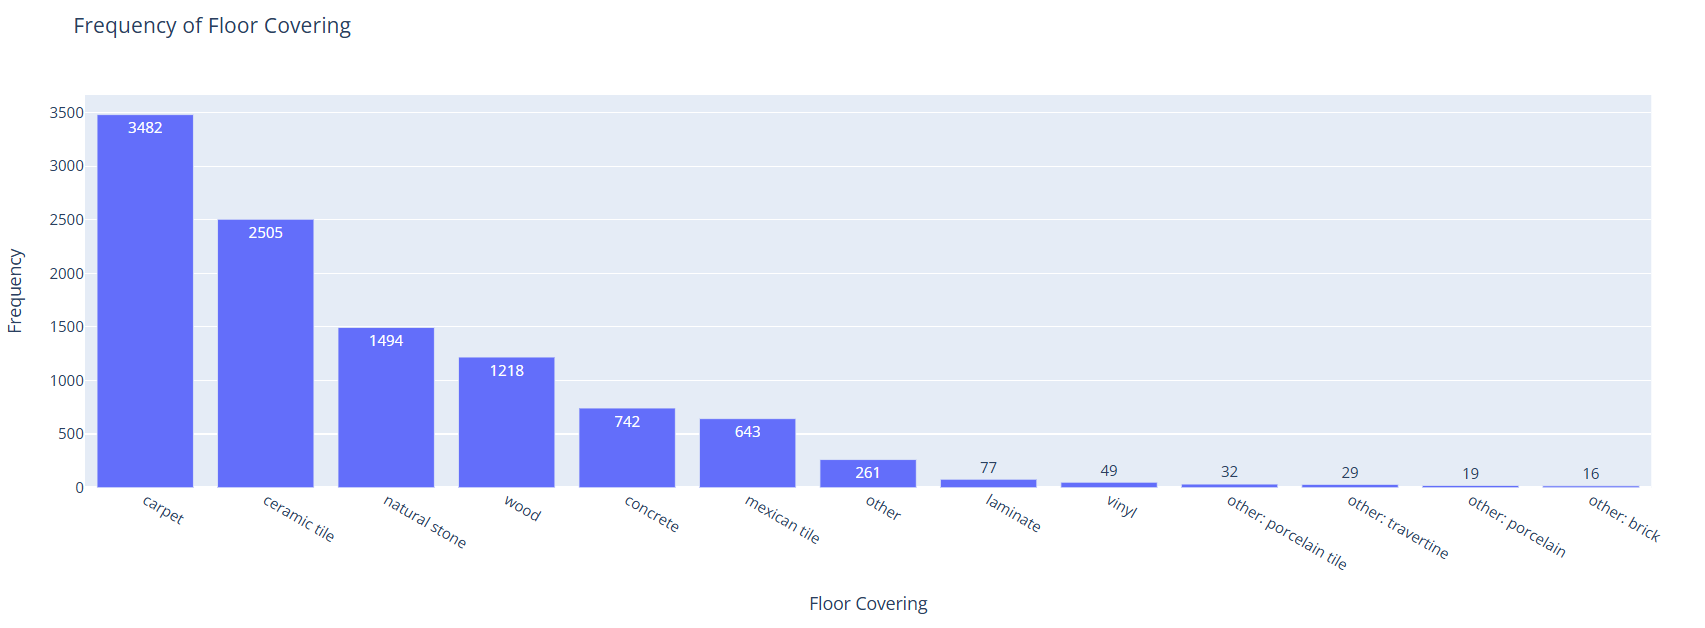 Frequency of Floor Covering
Frequency
3500
3000
2500
2000
1500
1000
500
0
3482
2505
1494
1218
742
643
261
77
49
32
29
19
16
carpet
ceramic tile
natural stone
wood
concrete
mexican tile
other
laminate
vinyl
other: porcelain tile
other: travertine
other: porcelain
other: brick
Floor Covering